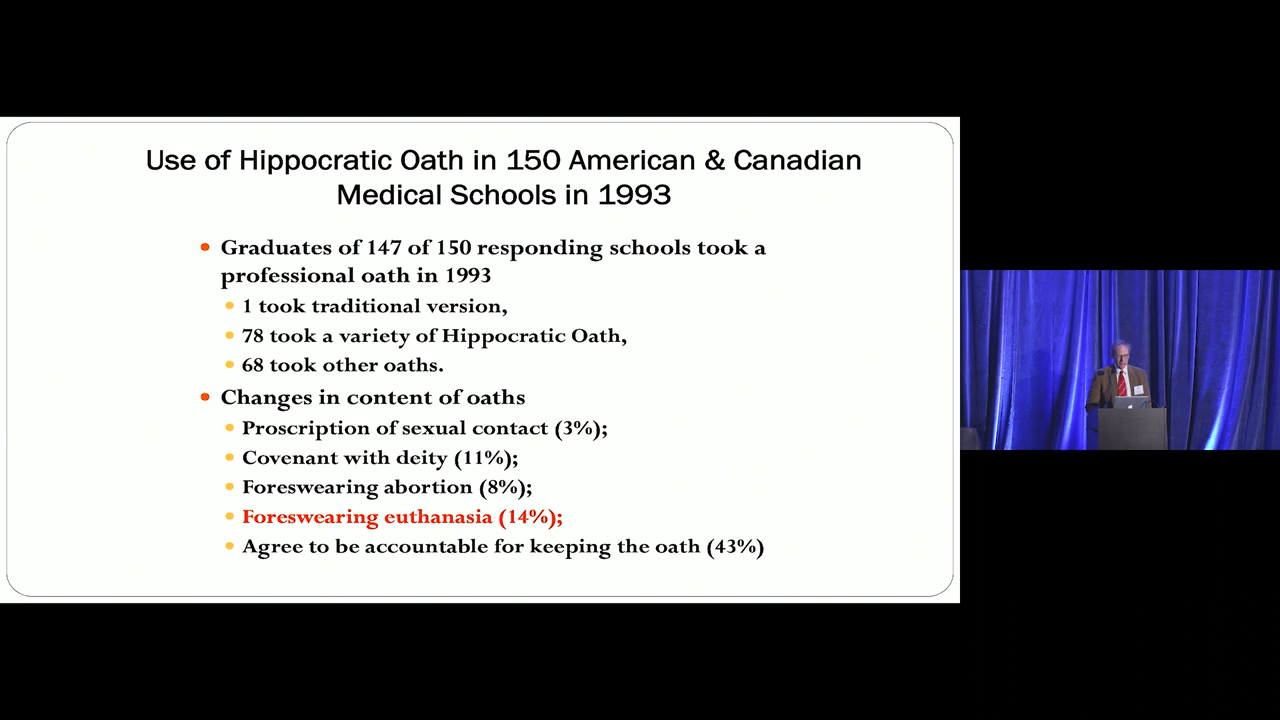 Use of Hippocratic Oath in 150 American & Canadian
Medical Schools in 1993
Graduates of 147 of 150 responding schools took a
professional oath in 1993
1 took traditional version,
78 took a variety of Hippocratic Oath,
68 took other oaths.
Changes in content of oaths
Proscription of sexual contact (3%);
Covenant with deity (11%);
Foreswearing abortion (8%);
Foreswearing euthanasia (14%);
Agree to be accountable for keeping the oath (43%)